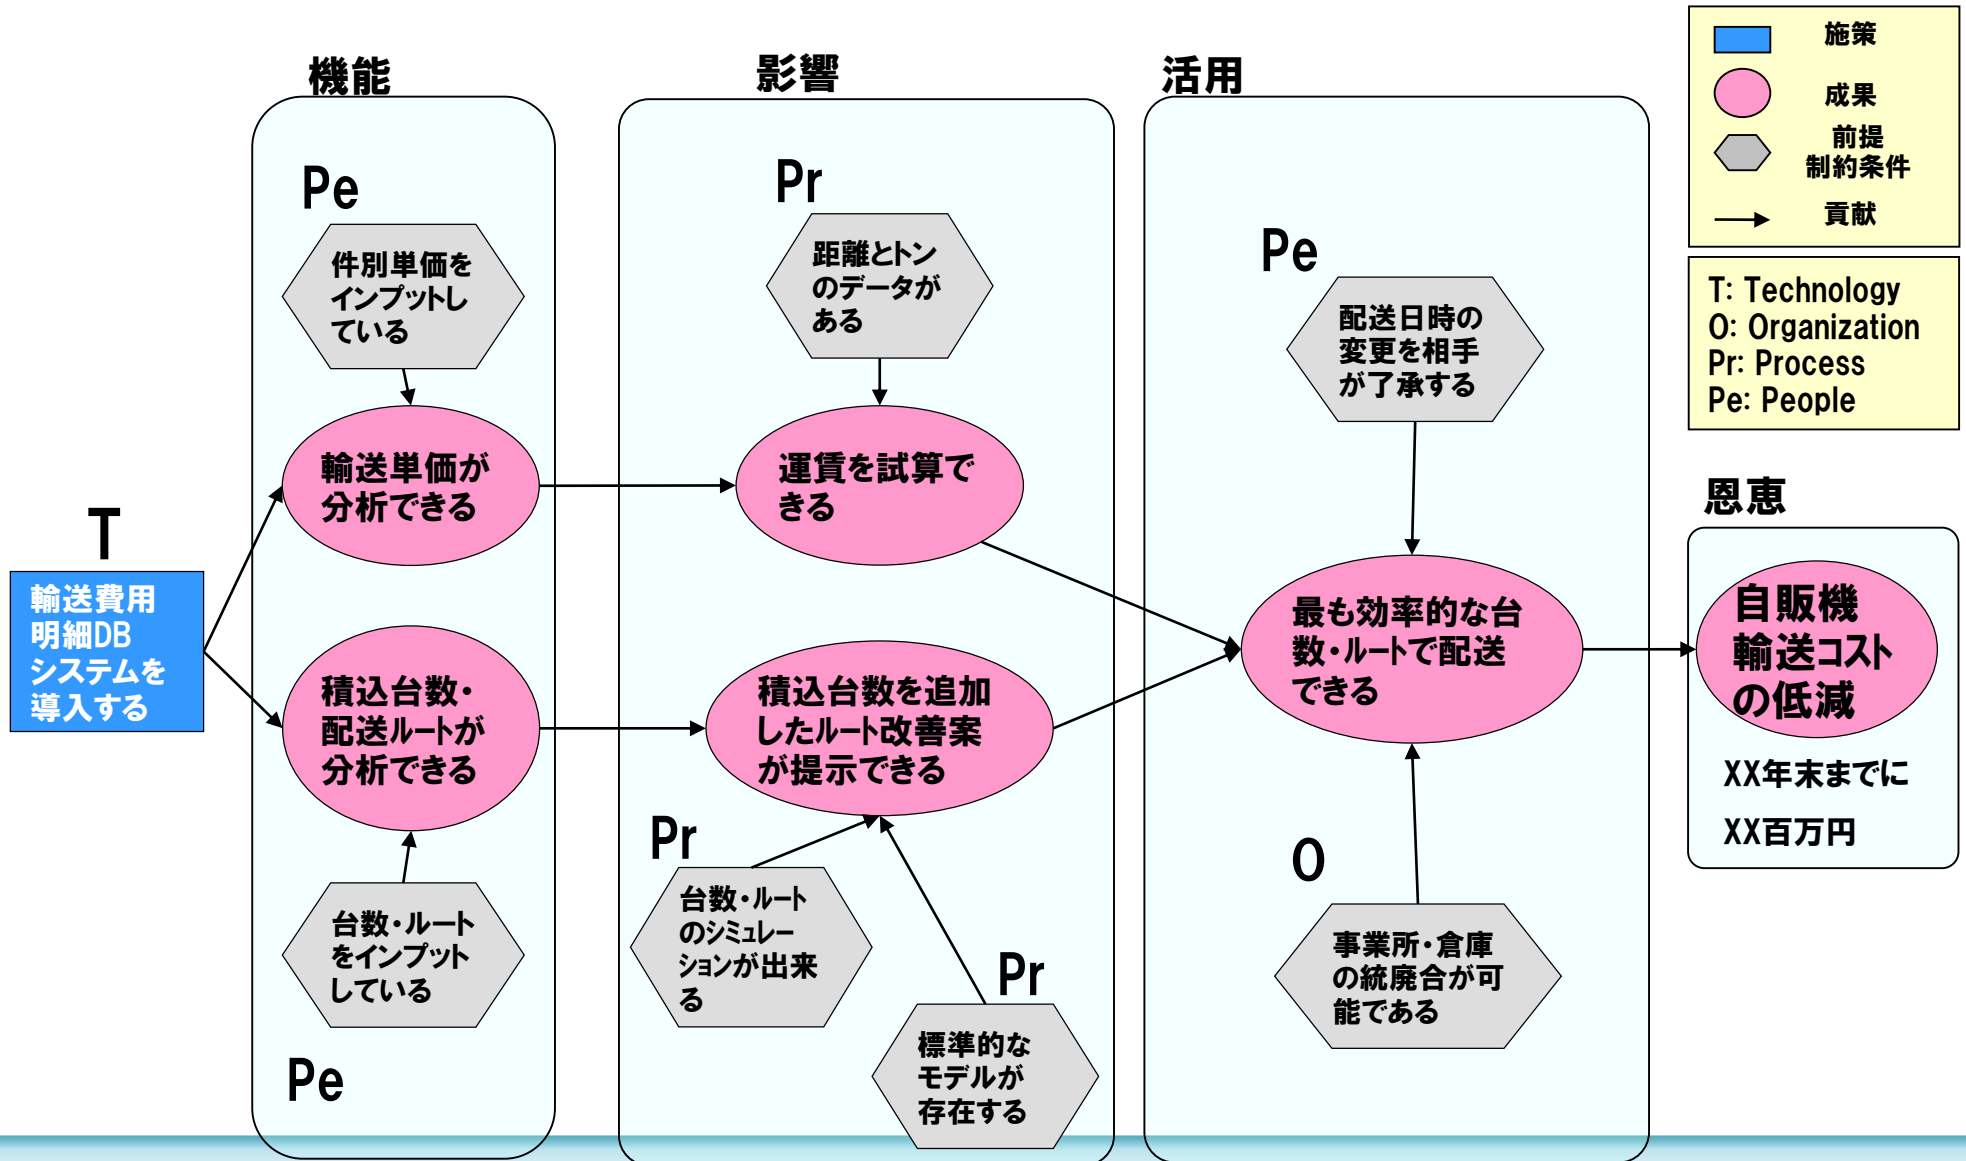 機能
影響
活用
施策
成果
前提
制約条件
貢献
T: Technology
O: Organization
Pr: Process
Pe: People
Pe
件別単価を
インプットし
ている
輸送単価が
分析できる
T
輸送費用
明細DB
システムを
導入する
積込台数・
配送ルートが
分析できる
台数・ルート
をインプット
している
Pe
Pr
距離とトン
のデータが
ある
運賃を試算で
きる
積込台数を追加
したルート改善案
が提示できる
Pr
台数・ルート
のシミュレー
ションが出来
る
Pr
標準的な
モデルが
存在する
Pe
配送日時の
変更を相手
が了承する
最も効率的な台
数・ルートで配送
できる
O
事業所・倉庫
の統廃合が可
能である
恩恵
自販機
輸送コスト
の低減
XX年末までに
XX百万円